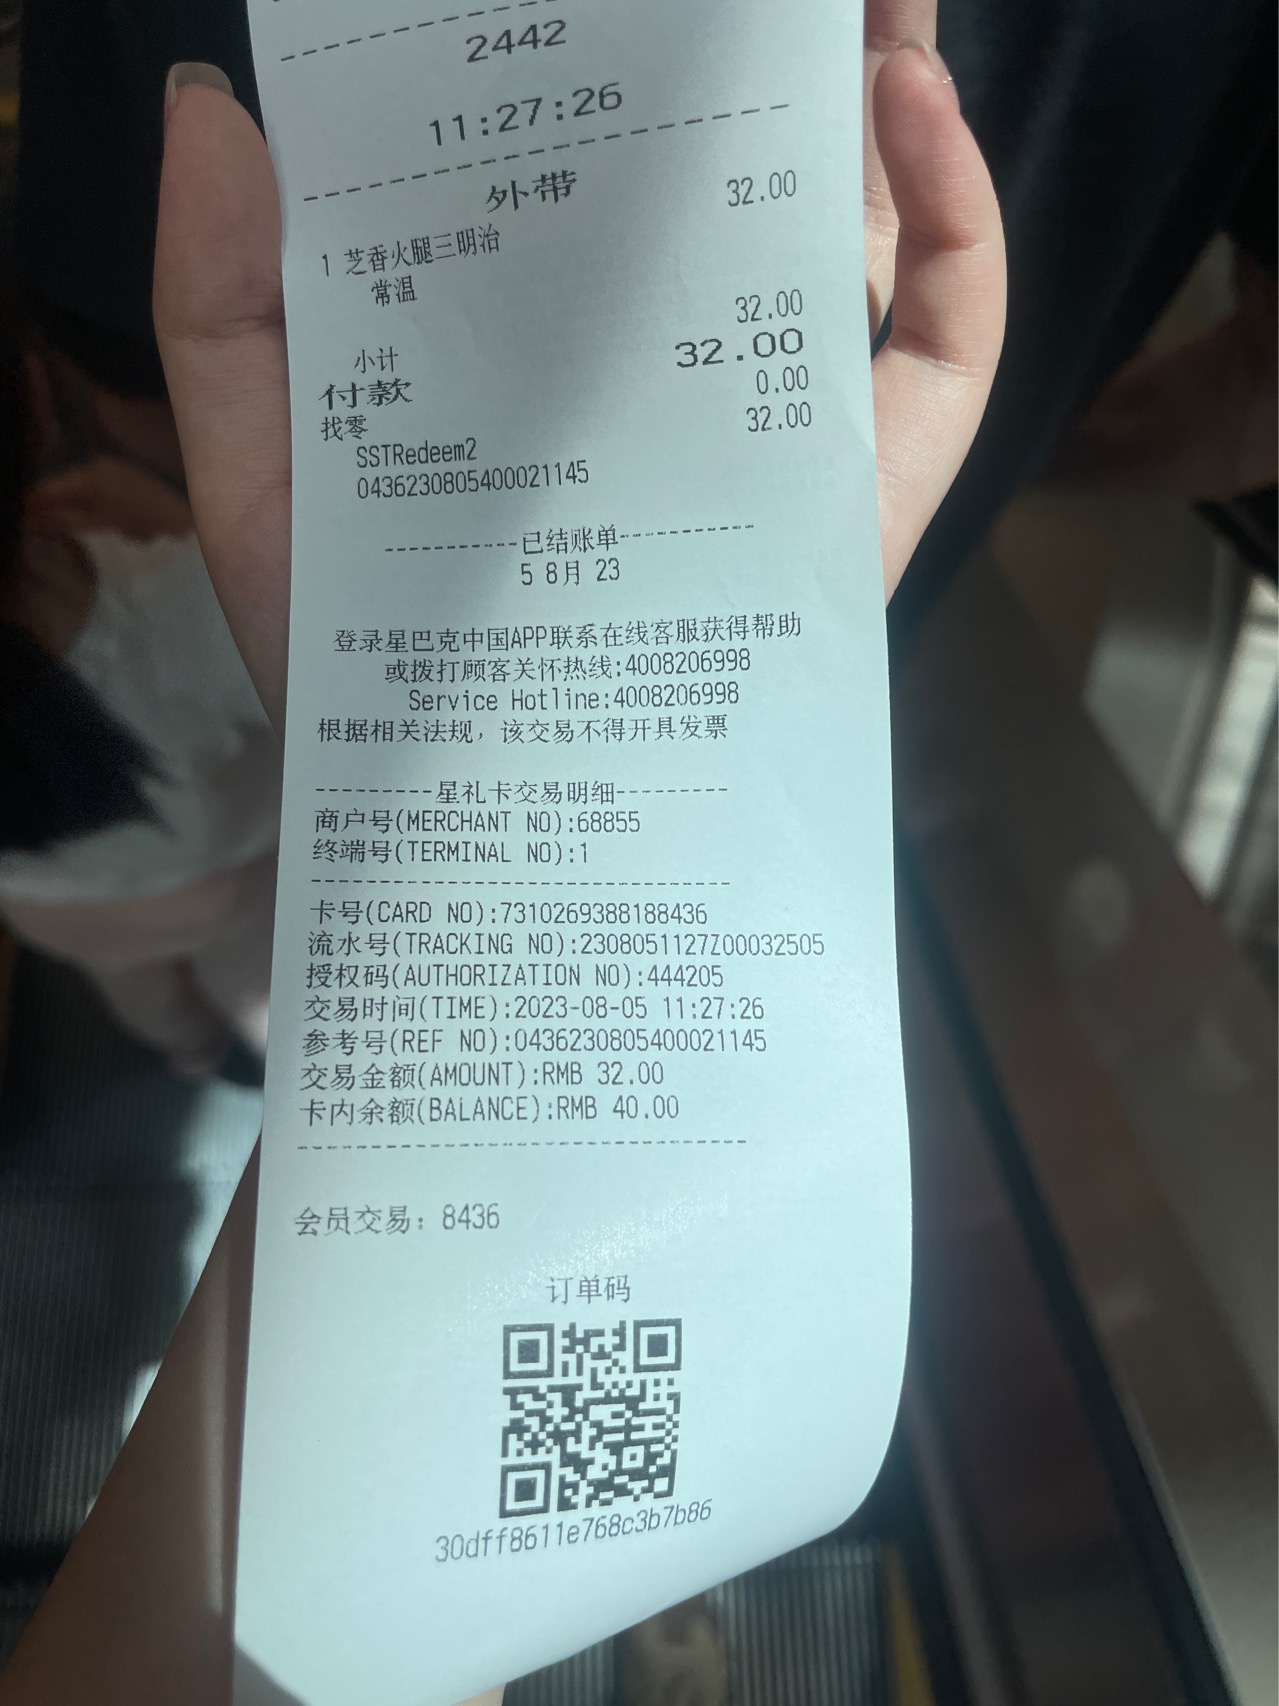 2442
11:27:26
外带
1 芝香火腿三明治 32.00
常温
小计 32.00
付款 32.00
找零 0.00
SSTRedeem2 32.00
0436230805400021145
-----------已结账单-----------
5 8月 23
登录星巴克中国APP联系在线客服获得帮助
或拨打顾客关怀热线:4008206998
Service Hotline:4008206998
根据相关法规，该交易不得开具发票
---------星礼卡交易明细---------
商户号(MERCHANT NO):68855
终端号(TERMINAL NO):1
卡号(CARD NO):7310269388188436
流水号(TRACKING NO):2308051127Z00032505
授权码(AUTHORIZATION NO):444205
交易时间(TIME):2023-08-05 11:27:26
参考号(REF NO):0436230805400021145
交易金额(AMOUNT):RMB 32.00
卡内余额(BALANCE):RMB 40.00
会员交易: 8436
订单码
30dff8611e768c3b7b86